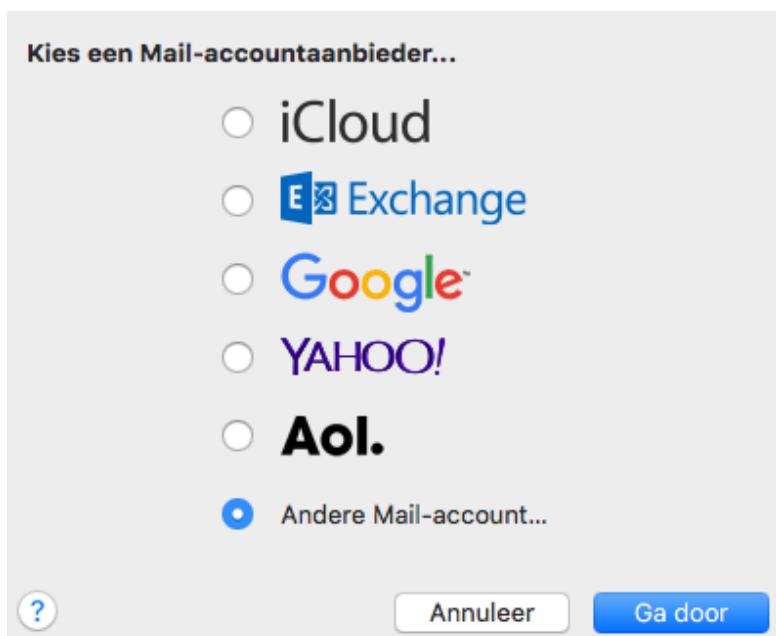 Kies een Mail-accountaanbieder...
iCloud
E Exchange
Google
YAHOO!
Aol.
Andere Mail-account...
? Annuleer Ga door